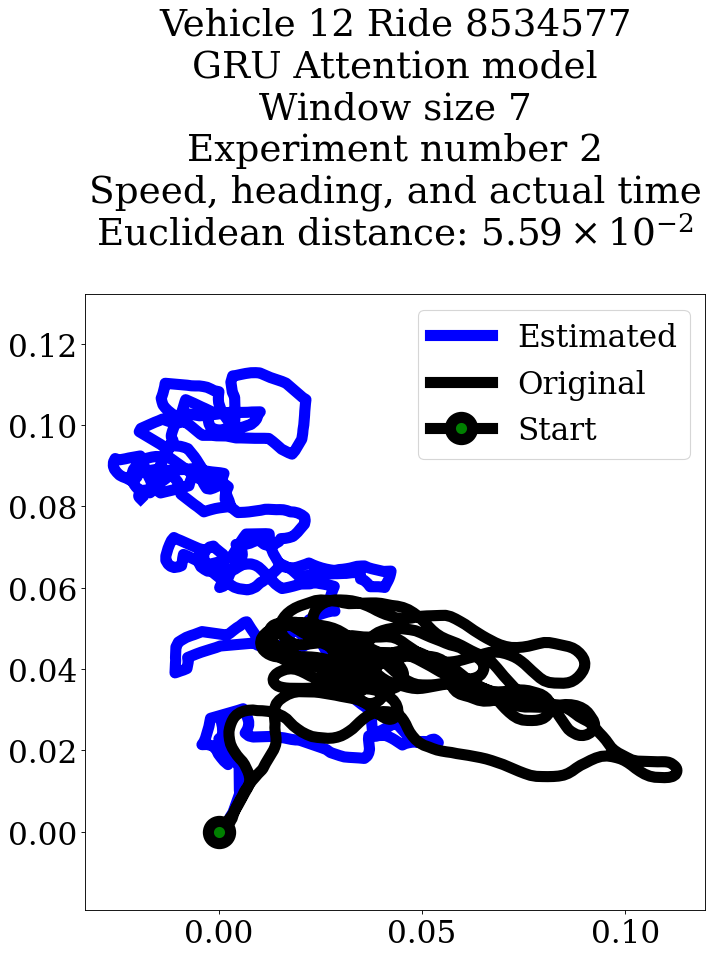 Vehicle 12 Ride 8534577
GRU Attention model
Window size 7
Experiment number 2
Speed, heading, and actual time
Euclidean distance: 5.59 × 10⁻²
Estimated
Original
Start
0.12
0.10
0.08
0.06
0.04
0.02
0.00
0.00 0.05 0.10